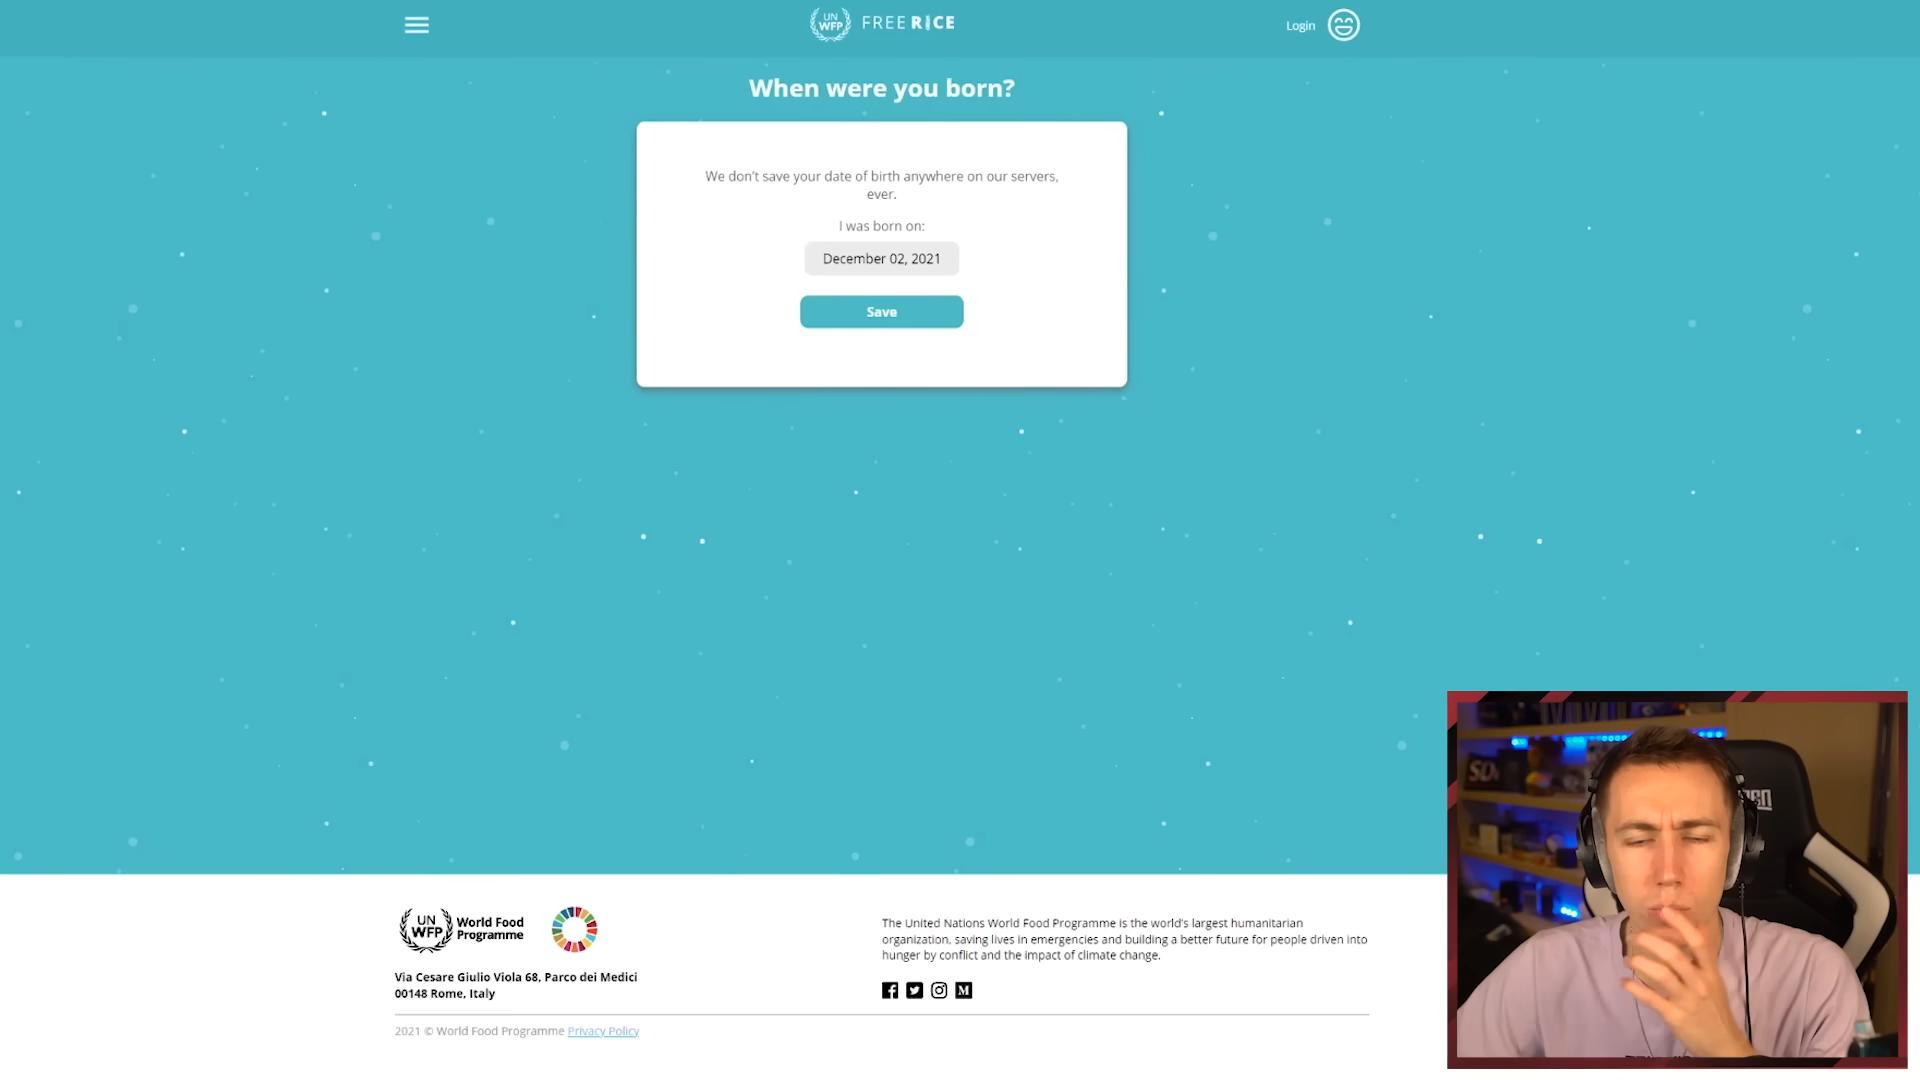 UN
WFP
FREE RICE
Login
When were you born?
We don't save your date of birth anywhere on our servers,
ever.
I was born on:
December 02, 2021
Save
SD
UN
WFP
World Food
Programme
Via Cesare Giulio Viola 68, Parco dei Medici
00148 Rome, Italy
The United Nations World Food Programme is the world's largest humanitarian
organization, saving lives in emergencies and building a better future for people driven into
hunger by conflict and the impact of climate change.
2021 © World Food Programme Privacy Policy